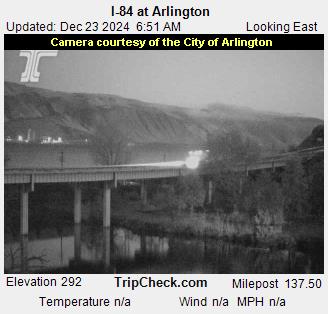 I-84 at Arlington
Updated: Dec 23 2024 6:51 AM Looking East
Camera courtesy of the City of Arlington
Elevation 292 TripCheck.com Milepost 137.50
Temperature n/a Wind n/a MPH n/a